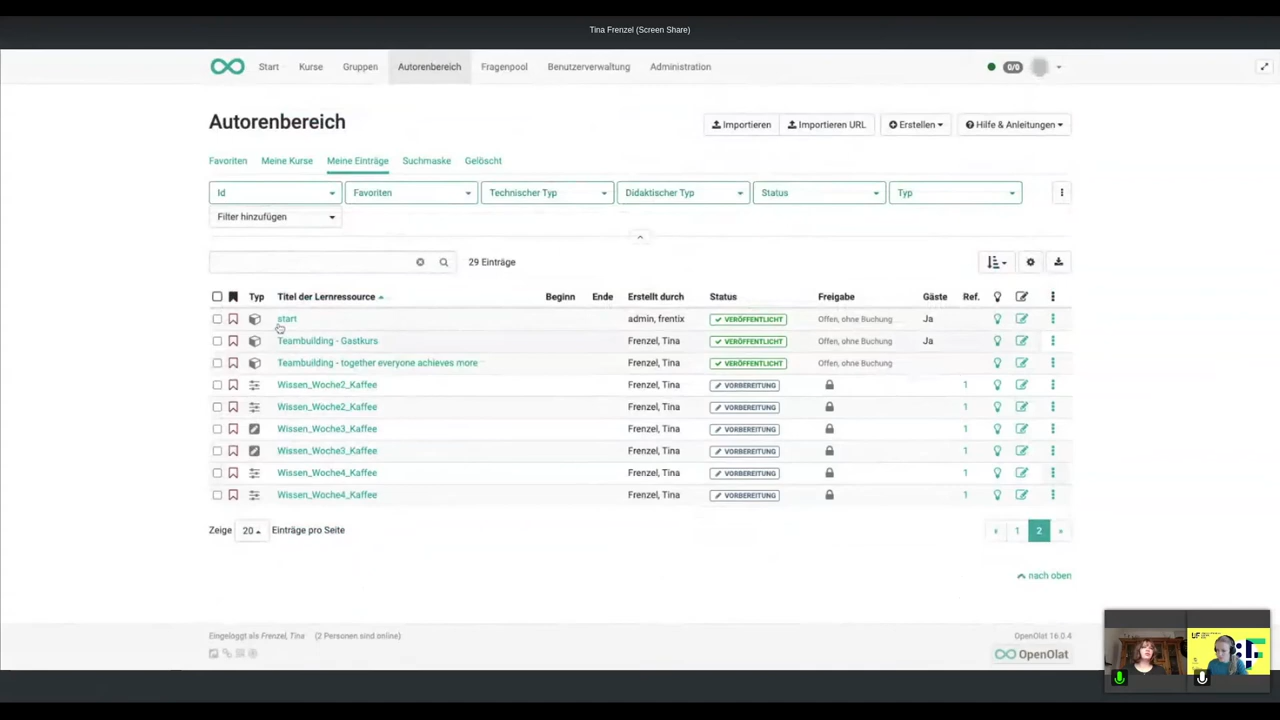 Tina Frenzel (Screen Share)
Start Kurse Gruppen Autorenbereich Fragenpool Benutzerverwaltung Administration 0/0
Autorenbereich
Importieren Importieren URL Erstellen Hilfe & Anleitungen
Favoriten Meine Kurse Meine Einträge Suchmaske Gelöscht
Id Favoriten Technischer Typ Didaktischer Typ Status Typ
Filter hinzufügen
29 Einträge
Typ Titel der Lernressource Beginn Ende Erstellt durch Status Freigabe Gäste Ref.
start admin, frentix VERÖFFENTLICHT Offen, ohne Buchung Ja
Teambuilding - Gastkurs Frenzel, Tina VERÖFFENTLICHT Offen, ohne Buchung Ja
Teambuilding - together everyone achieves more Frenzel, Tina VERÖFFENTLICHT Offen, ohne Buchung
Wissen_Woche2_Kaffee Frenzel, Tina VORBEREITUNG 1
Wissen_Woche2_Kaffee Frenzel, Tina VORBEREITUNG 1
Wissen_Woche3_Kaffee Frenzel, Tina VORBEREITUNG 1
Wissen_Woche3_Kaffee Frenzel, Tina VORBEREITUNG 1
Wissen_Woche4_Kaffee Frenzel, Tina VORBEREITUNG 1
Wissen_Woche4_Kaffee Frenzel, Tina VORBEREITUNG 1
Zeige 20 Einträge pro Seite « 1 2 »
nach oben
Eingeloggt als Frenzel, Tina (2 Personen sind online) OpenOlat 16.0.4
OpenOlat